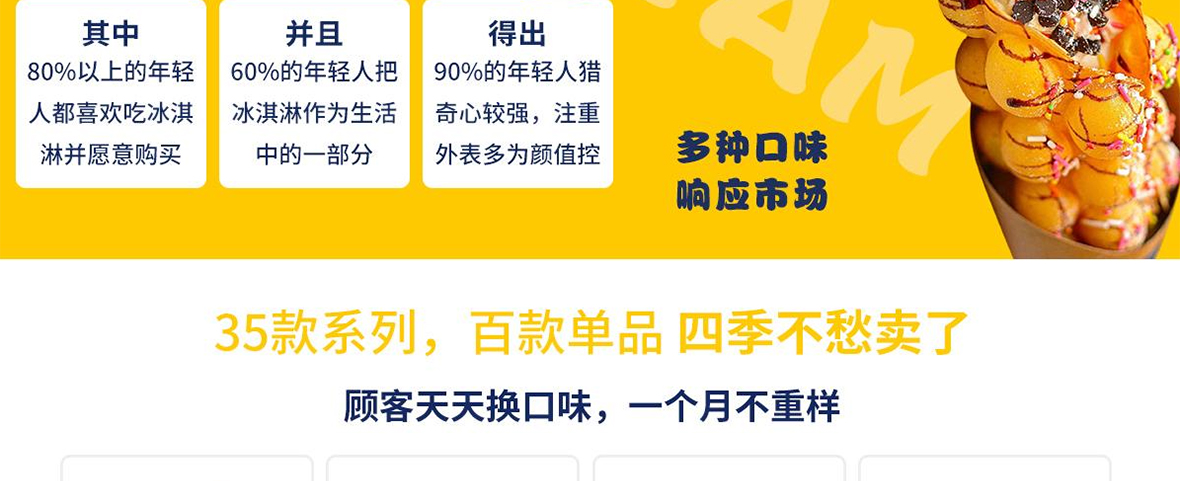 其中
80%以上的年轻
人都喜欢吃冰淇
淋并愿意购买
并且
60%的年轻人把
冰淇淋作为生活
中的一部分
得出
90%的年轻人猎
奇心较强，注重
外表多为颜值控
AM
多种口味
响应市场
35款系列，百款单品 四季不愁卖了
顾客天天换口味，一个月不重样